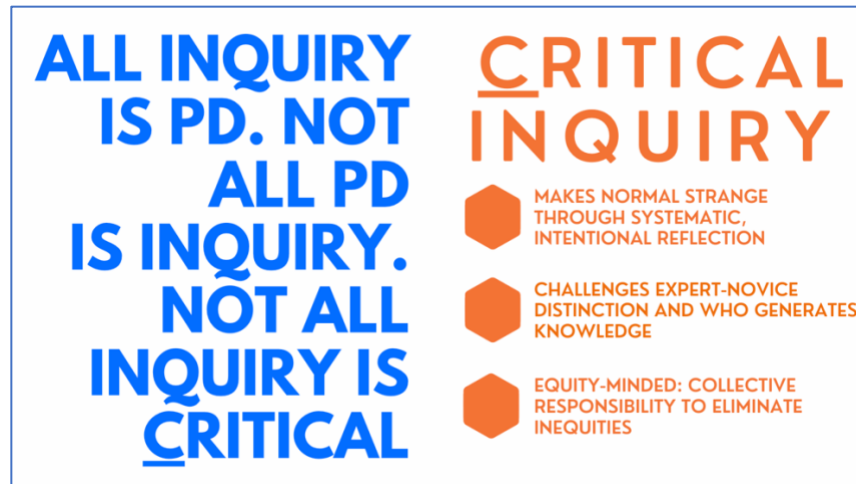 ALL INQUIRY
IS PD. NOT
ALL PD
IS INQUIRY.
NOT ALL
INQUIRY IS
CRITICAL
CRITICAL
INQUIRY
MAKES NORMAL STRANGE
THROUGH SYSTEMATIC,
INTENTIONAL REFLECTION
CHALLENGES EXPERT-NOVICE
DISTINCTION AND WHO GENERATES
KNOWLEDGE
EQUITY-MINDED: COLLECTIVE
RESPONSIBILITY TO ELIMINATE
INEQUITIES